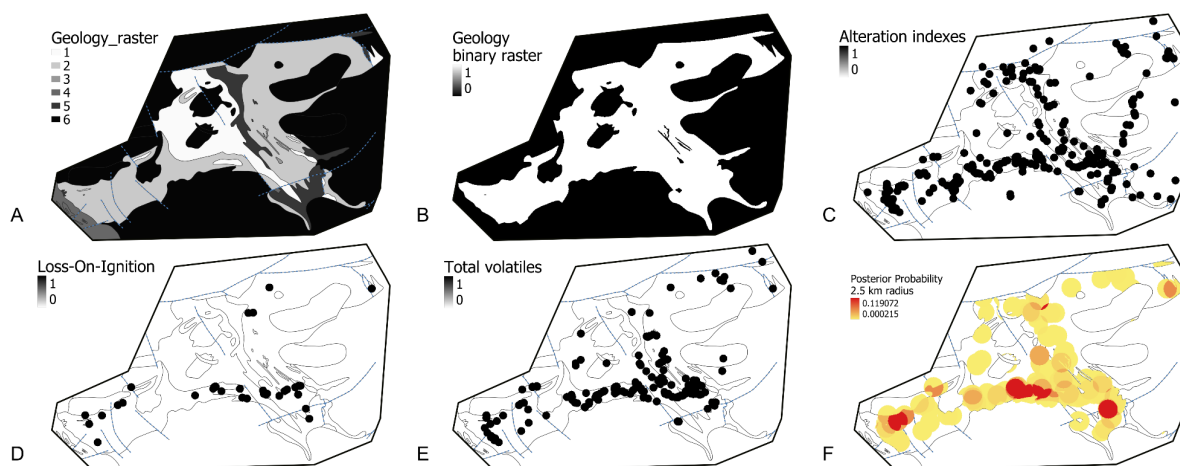 Geology_raster
1
2
3
4
5
6
A
Geology
binary raster
1
0
B
Alteration indexes
1
0
C
Loss-On-Ignition
1
0
D
Total volatiles
1
0
E
Posterior Probability
2.5 km radius
0.119072
0.000215
F